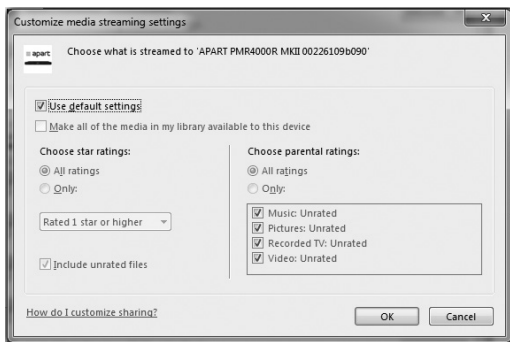 Customize media streaming settings
apart
Choose what is streamed to 'APART PMR4000R MKII 00226109b090'
Use default settings
Make all of the media in my library available to this device
Choose star ratings:
All ratings
Only:
Rated 1 star or higher
Include unrated files
Choose parental ratings:
All ratings
Only:
Music: Unrated
Pictures: Unrated
Recorded TV: Unrated
Video: Unrated
How do I customize sharing?
OK
Cancel